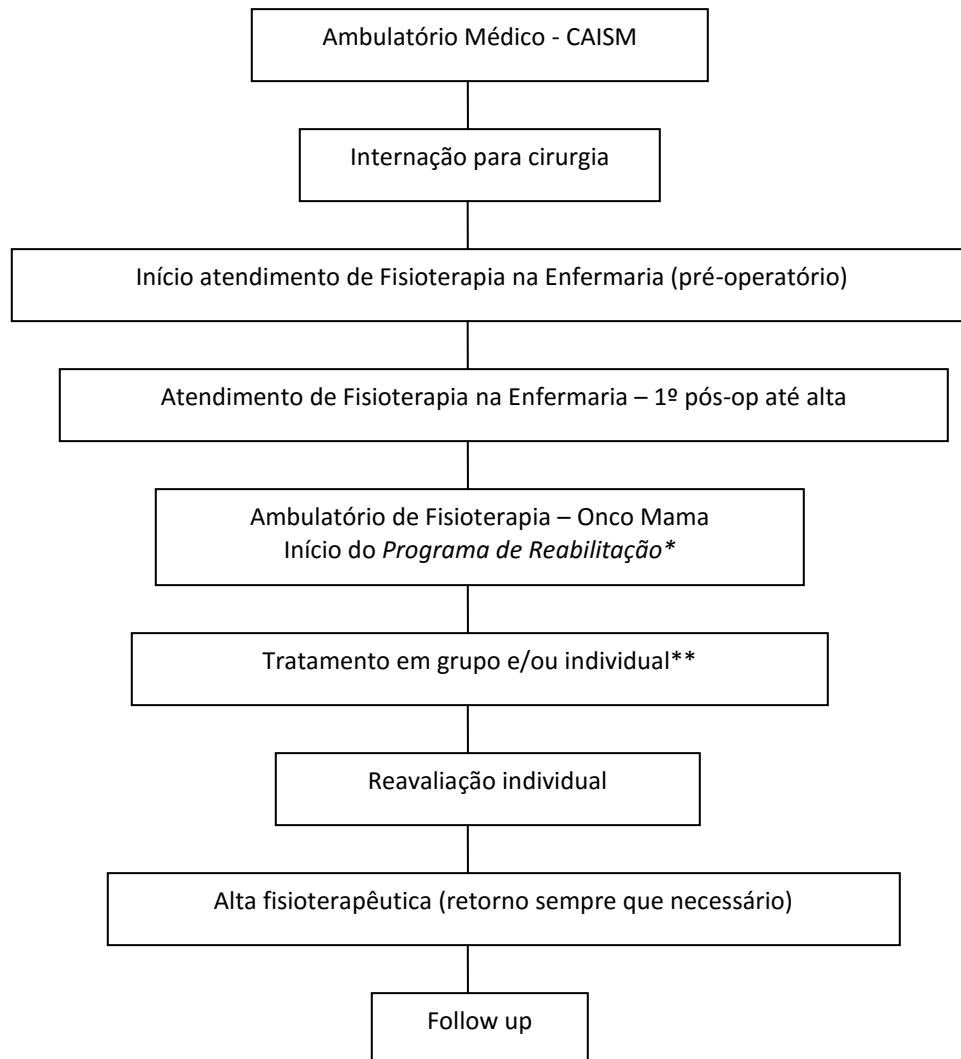 Ambulatório Médico - CAISM
Internação para cirurgia
Início atendimento de Fisioterapia na Enfermaria (pré-operatório)
Atendimento de Fisioterapia na Enfermaria – 1º pós-op até alta
Ambulatório de Fisioterapia – Onco Mama
Início do Programa de Reabilitação*
Tratamento em grupo e/ou individual**
Reavaliação individual
Alta fisioterapêutica (retorno sempre que necessário)
Follow up